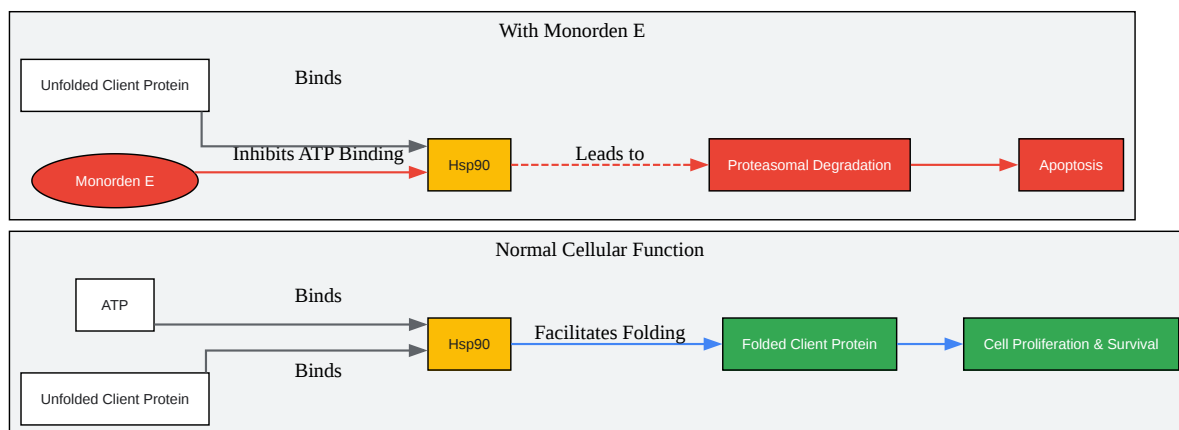 With Monorden E
Unfolded Client Protein
Binds
Inhibits ATP Binding
Monorden E
Hsp90
Leads to
Proteasomal Degradation
Apoptosis
Normal Cellular Function
ATP
Binds
Hsp90
Facilitates Folding
Folded Client Protein
Cell Proliferation & Survival
Binds
Unfolded Client Protein